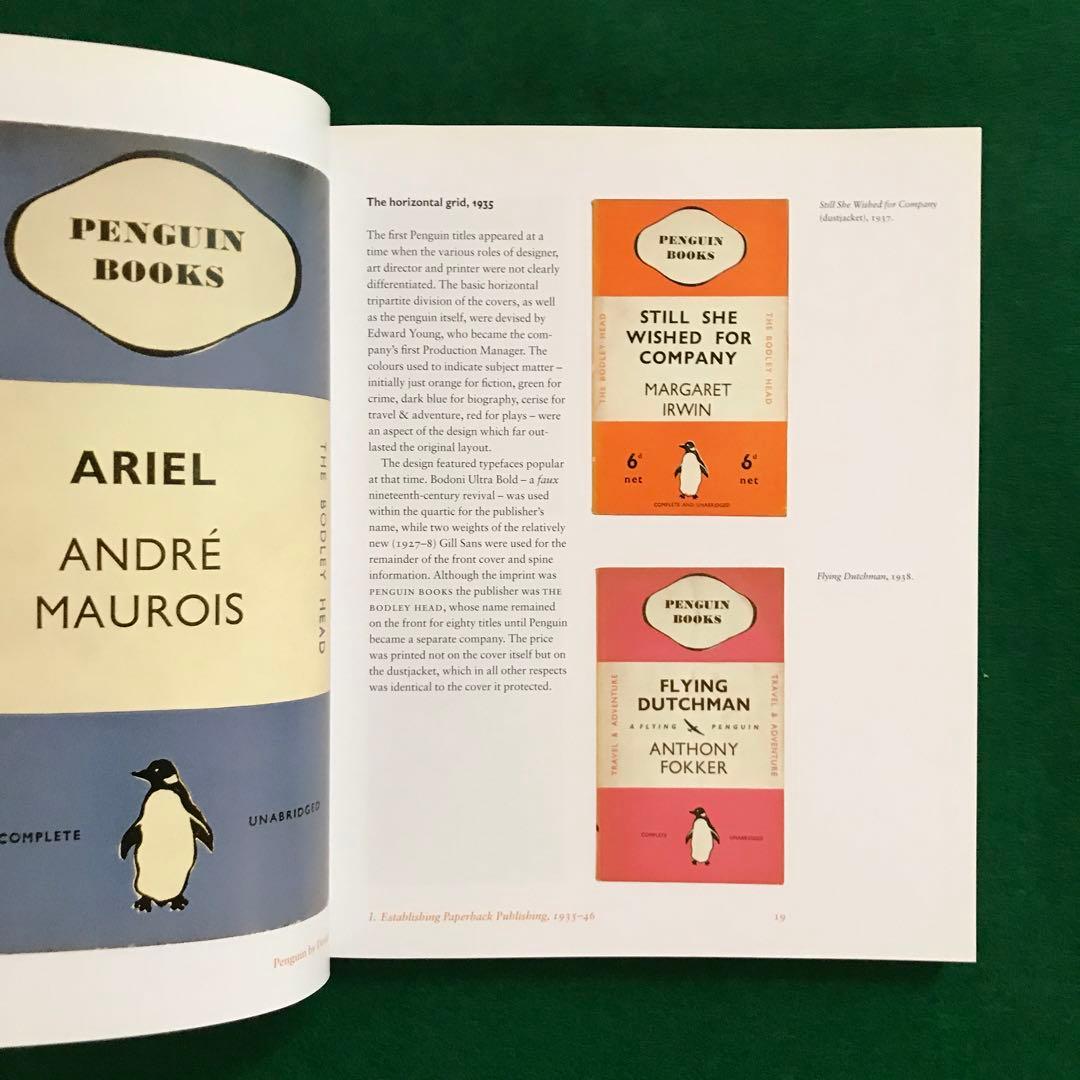 PENGUIN
BOOKS
ARIEL
ANDRÉ
MAUROIS
THE BODLEY HEAD
COMPLETE
UNABRIDGED
Penguin by
The horizontal grid, 1935
The first Penguin titles appeared at a
time when the various roles of designer,
art director and printer were not clearly
differentiated. The basic horizontal
tripartite division of the covers, as well
as the penguin itself, were devised by
Edward Young, who became the com-
pany's first Production Manager. The
colours used to indicate subject matter –
initially just orange for fiction, green for
crime, dark blue for biography, cerise for
travel & adventure, red for plays – were
an aspect of the design which far out-
lasted the original layout.
The design featured typefaces popular
at that time. Bodoni Ultra Bold – a faux
nineteenth-century revival – was used
within the quartic for the publisher's
name, while two weights of the relatively
new (1927–8) Gill Sans were used for the
remainder of the front cover and spine
information. Although the imprint was
PENGUIN BOOKS the publisher was THE
BODLEY HEAD, whose name remained
on the front for eighty titles until Penguin
became a separate company. The price
was printed not on the cover itself but on
the dustjacket, which in all other respects
was identical to the cover it protected.
PENGUIN
BOOKS
THE BODLEY HEAD
STILL SHE
WISHED FOR
COMPANY
MARGARET
IRWIN
THE BODLEY HEAD
6d net
6d net
COMPLETE AND UNABRIDGED
Still She Wished for Company
(dustjacket), 1937.
PENGUIN
BOOKS
TRAVEL & ADVENTURE
FLYING
DUTCHMAN
A FLYING PENGUIN
ANTHONY
FOKKER
TRAVEL & ADVENTURE
COMPLETE
UNABRIDGED
Flying Dutchman, 1938.
1. Establishing Paperback Publishing, 1935–46
19